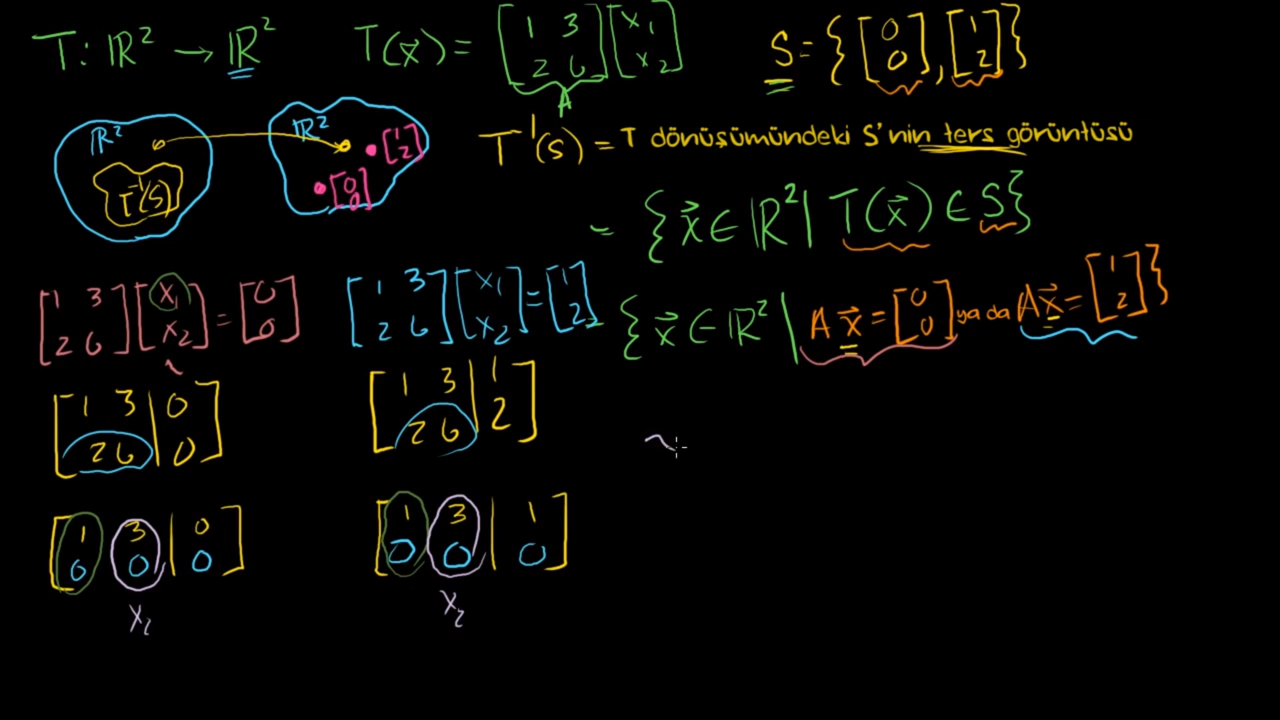 T: ℝ² → ℝ² T(x⃗) = [1 3; 2 6] [x₁; x₂] S = { [0; 0], [1; 2] }
A
ℝ² ℝ² [1; 2]
T⁻¹(S) [0; 0]
T⁻¹(S) = T dönüşümündeki S'nin ters görüntüsü
= { x⃗ ∈ ℝ² | T(x⃗) ∈ S }
[1 3; 2 6] [x₁; x₂] = [0; 0] [1 3; 2 6] [x₁; x₂] = [1; 2]
= { x⃗ ∈ ℝ² | A x⃗ = [0; 0] ya da A x⃗ = [1; 2] }
[1 3 | 0; 2 6 | 0] [1 3 | 1; 2 6 | 2]
[1 3 | 0; 0 0 | 0] [1 3 | 1; 0 0 | 0]
x₂ x₂